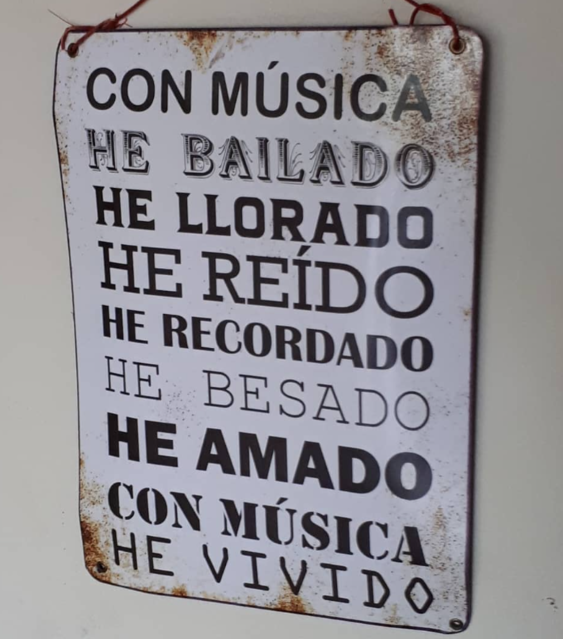 CON MÚSICA
HE BAILADO
HE LLORADO
HE REÍDO
HE RECORDADO
HE BESADO
HE AMADO
CON MÚSICA
HE VIVIDO